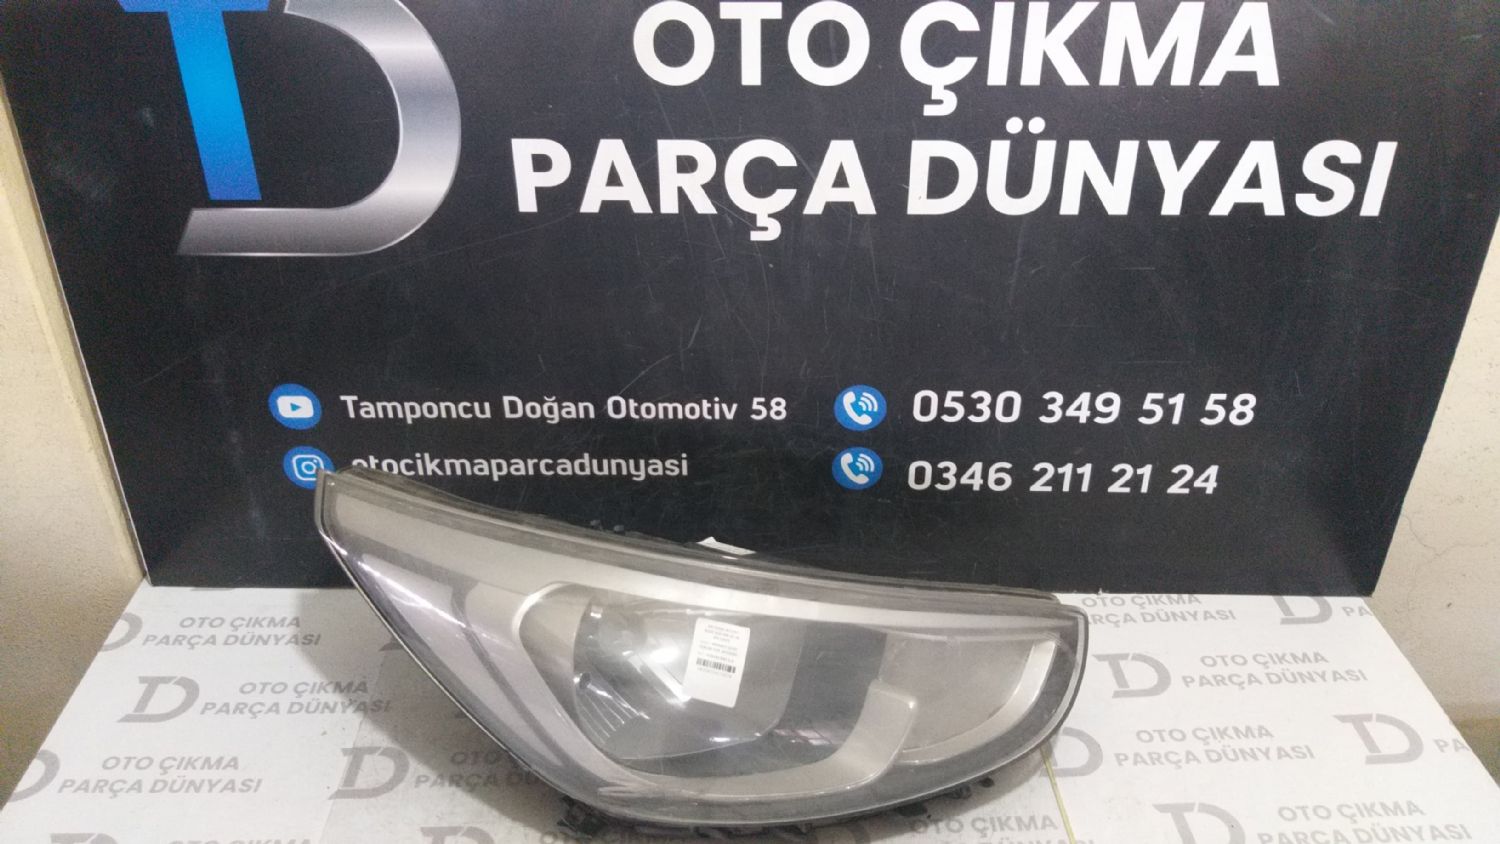 TD
OTO ÇIKMA
PARÇA DÜNYASI
Tamponcu Doğan Otomotiv 58
0530 349 51 58
otocikmaparcadunyasi
0346 211 21 24
OTO ÇIKMA
PARÇA DÜNYASI
OTO ÇIKMA
PARÇA DÜNYASI
OTO ÇIKMA
PARÇA DÜNYASI
OTO ÇIKMA
PARÇA DÜNYASI
OTO ÇIKMA
PARÇA DÜNYASI
OTO ÇIKMA
OTO ÇIKMA
PARÇA DÜNYASI